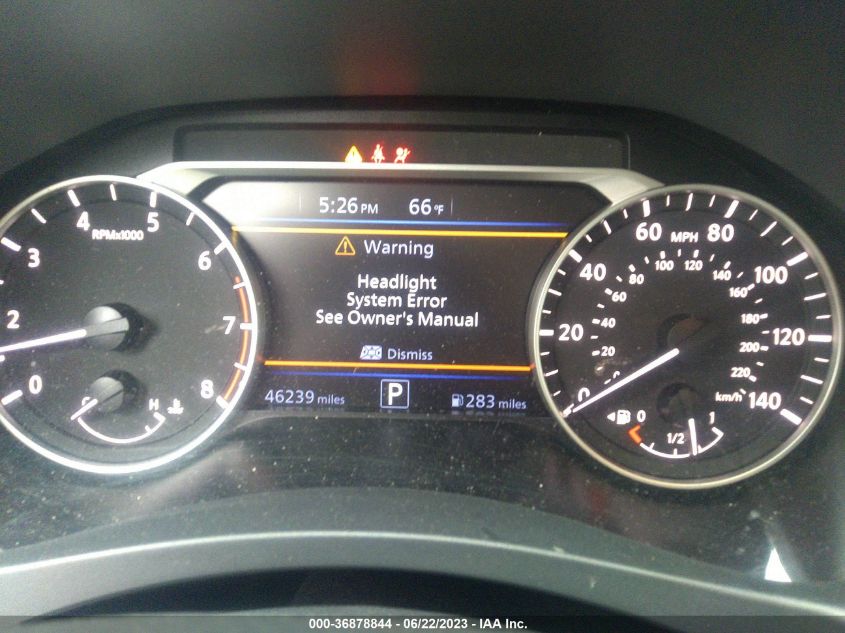 5:26 PM 66°F
Warning
Headlight
System Error
See Owner's Manual
Dismiss
46239 miles P 283 miles
RPMx1000
0 2 3 4 5 6 7 8
C H
MPH
0 20 40 60 80 100 120 140
km/h
0 20 40 60 80 100 120 140 160 180 200 220
0 1/2 1
000-36878844 / 06/22/2023 - IAA Inc.